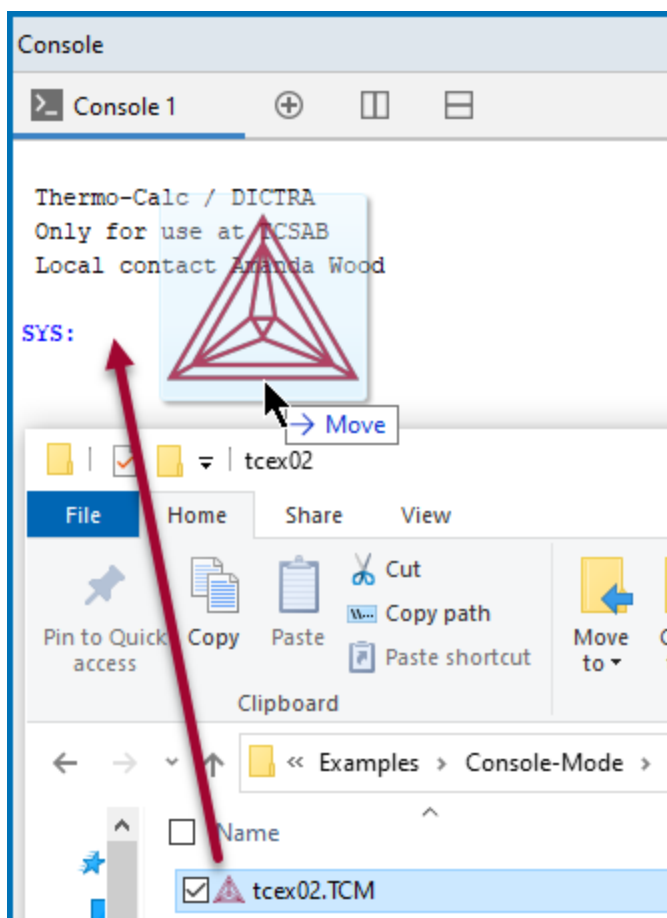 Console
Console 1
Thermo-Calc / DICTRA
Only for use at TCSAB
Local contact Amanda Wood
SYS:
→ Move
tcex02
File Home Share View
Pin to Quick access
Copy
Paste
Cut
Copy path
Paste shortcut
Move to
Clipboard
« Examples › Console-Mode ›
Name
tcex02.TCM